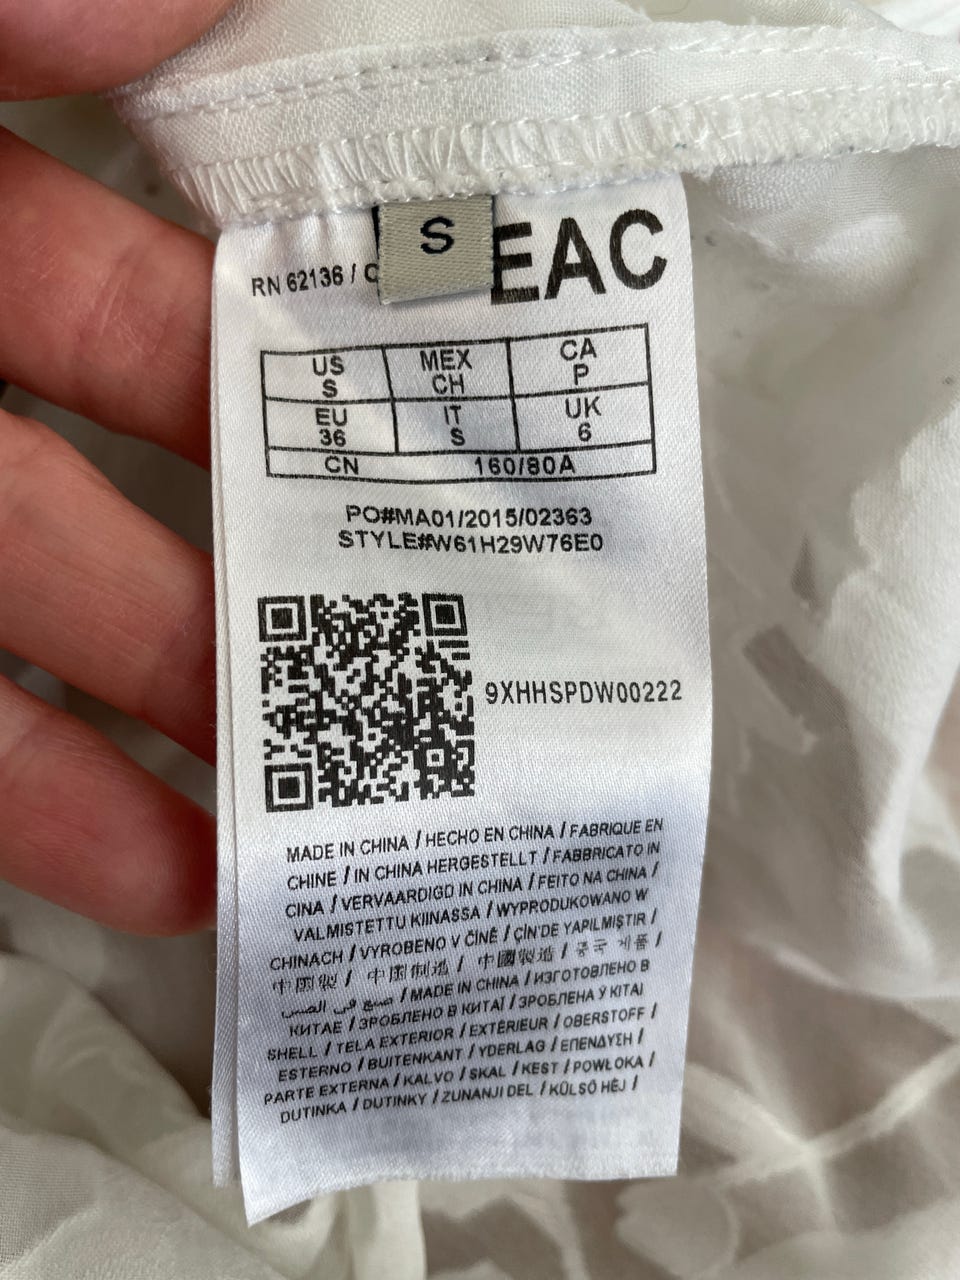 S
RN 62136 / C
EAC
US MEX CA
S CH P
EU IT UK
36 S 6
CN 160/80A
PO#MA01/2015/02363
STYLE#W61H29W76E0
9XHHSPDW00222
MADE IN CHINA / HECHO EN CHINA / FABRIQUE EN
CHINE / IN CHINA HERGESTELLT / FABBRICATO IN
CINA / VERVAARDIGD IN CHINA / FEITO NA CHINA /
VALMISTETTU KIINASSA / WYPRODUKOWANO W
CHINACH / VYROBENO V ČÍNĚ / ÇİN'DE YAPILMIŞTIR /
中國製 / 中国制造 / 中國製造 / 중국 제품 /
صنع في الصين / MADE IN CHINA / ИЗГОТОВЛЕНО В
КИТАЕ / ЗРОБЛЕНО В КИТАЇ / ЗРОБЛЕНА Ў КІТАІ
SHELL / TELA EXTERIOR / EXTÉRIEUR / OBERSTOFF /
ESTERNO / BUITENKANT / YDERLAG / ΕΠΕΝΔΥΣΗ /
PARTE EXTERNA / KALVO / SKAL / KEST / POWŁOKA /
DUTINKA / DUTINKY / ZUNANJI DEL / KÜLSŐ HÉJ /